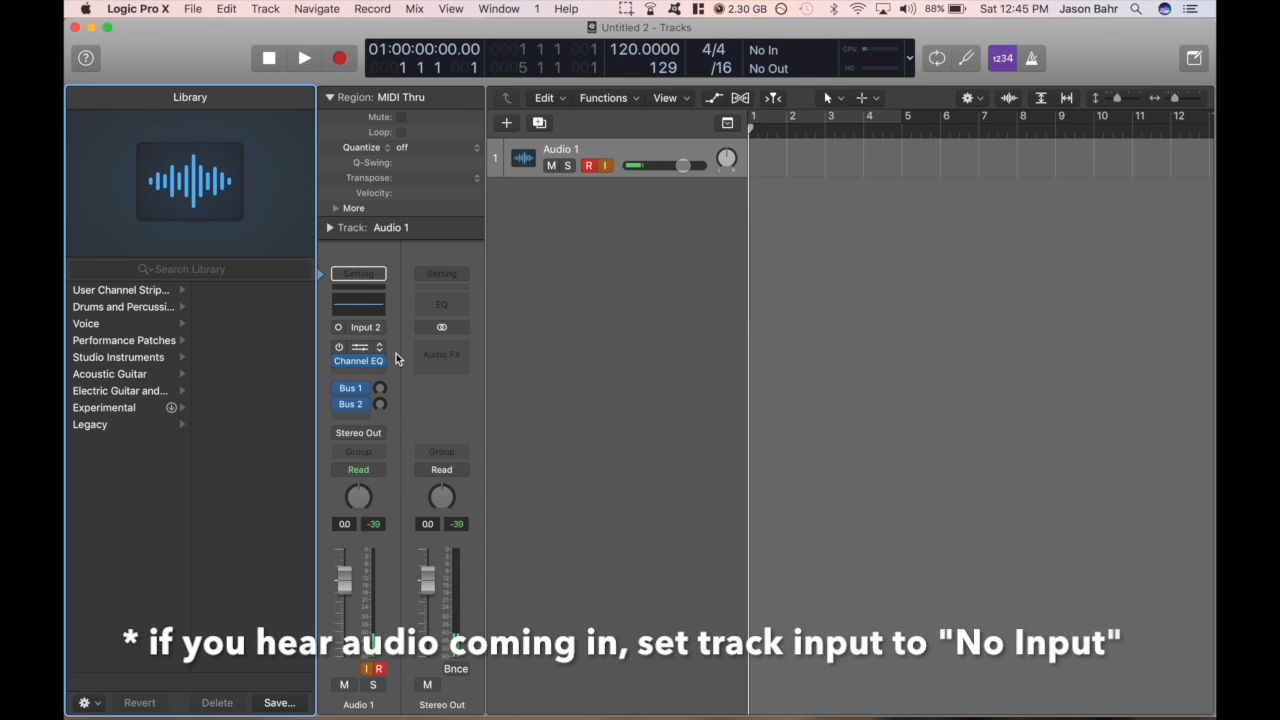 Logic Pro X File Edit Track Navigate Record Mix View Window 1 Help 2.30 GB 88% Sat 12:45 PM Jason Bahr
Untitled 2 - Tracks
01:00:00:00.00 0001 1 1 001 120.0000 4/4 No In CPU
1 1 1 001 0005 1 1 001 129 /16 No Out HD
1234
Library
Region: MIDI Thru
Edit Functions View
Mute:
Loop:
Quantize off
Q-Swing:
Transpose:
Velocity:
More
Track: Audio 1
1 2 3 4 5 6 7 8 9 10 11 12
1 Audio 1
M S R I
L R
Search Library
User Channel Strip...
Drums and Percussi...
Voice
Performance Patches
Studio Instruments
Acoustic Guitar
Electric Guitar and...
Experimental
Legacy
Setting Setting
EQ
Input 2
Channel EQ Audio FX
Bus 1
Bus 2
Stereo Out
Group Group
Read Read
0.0 -39 0.0 -39
* if you hear audio coming in, set track input to "No Input"
I R Bnce
M S M
Audio 1 Stereo Out
Revert Delete Save...